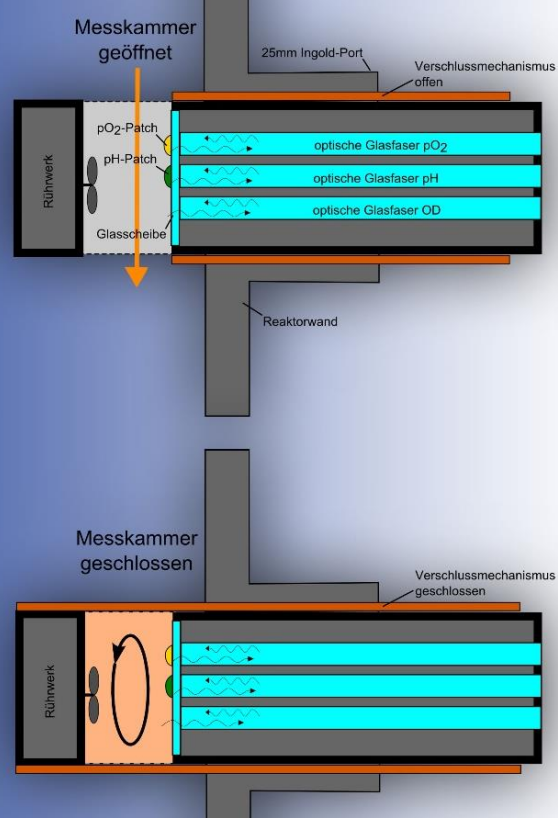 Messkammer
geöffnet
25mm Ingold-Port
Verschlussmechanismus
offen
pO2-Patch
pH-Patch
Rührwerk
Glasscheibe
optische Glasfaser pO2
optische Glasfaser pH
optische Glasfaser OD
Reaktorwand
Messkammer
geschlossen
Verschlussmechanismus
geschlossen
Rührwerk